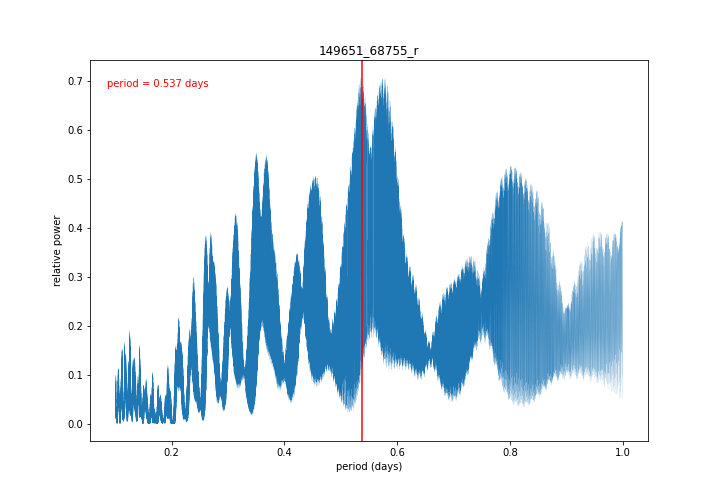 149651_68755_r
period = 0.537 days
0.7
0.6
0.5
0.4
0.3
0.2
0.1
0.0
relative power
0.2 0.4 0.6 0.8 1.0
period (days)